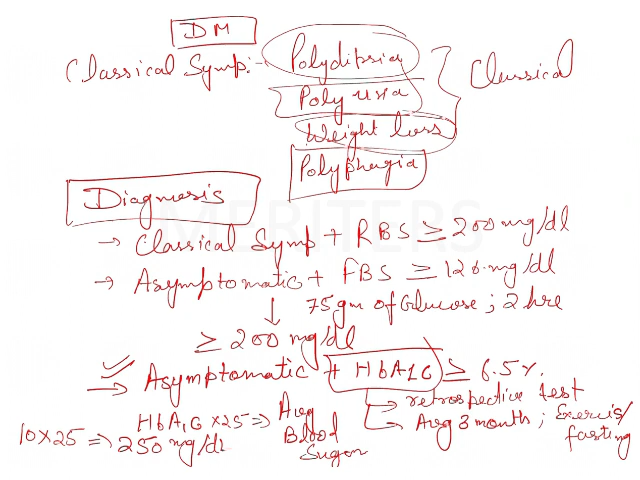 DM
Classical Symp:- Polydipsia
Poly uria
Weight loss
Classical
Polyphagia
Diagnosis
MERITERS
→ Classical Symp + RBS ≥ 200 mg/dl
→ Asymptomatic + FBS ≥ 126 mg/dl
↓ 75 gm of Glucose ; 2 hrs
≥ 200 mg/dl
→ Asymptomatic + HbA1C ≥ 6.5%
→ retrospective test
HbA1C x 25 => Avg Blood Sugar
→ Avg 3 month ; Exercis/ fasting
10 x 25 => 250 mg/dl